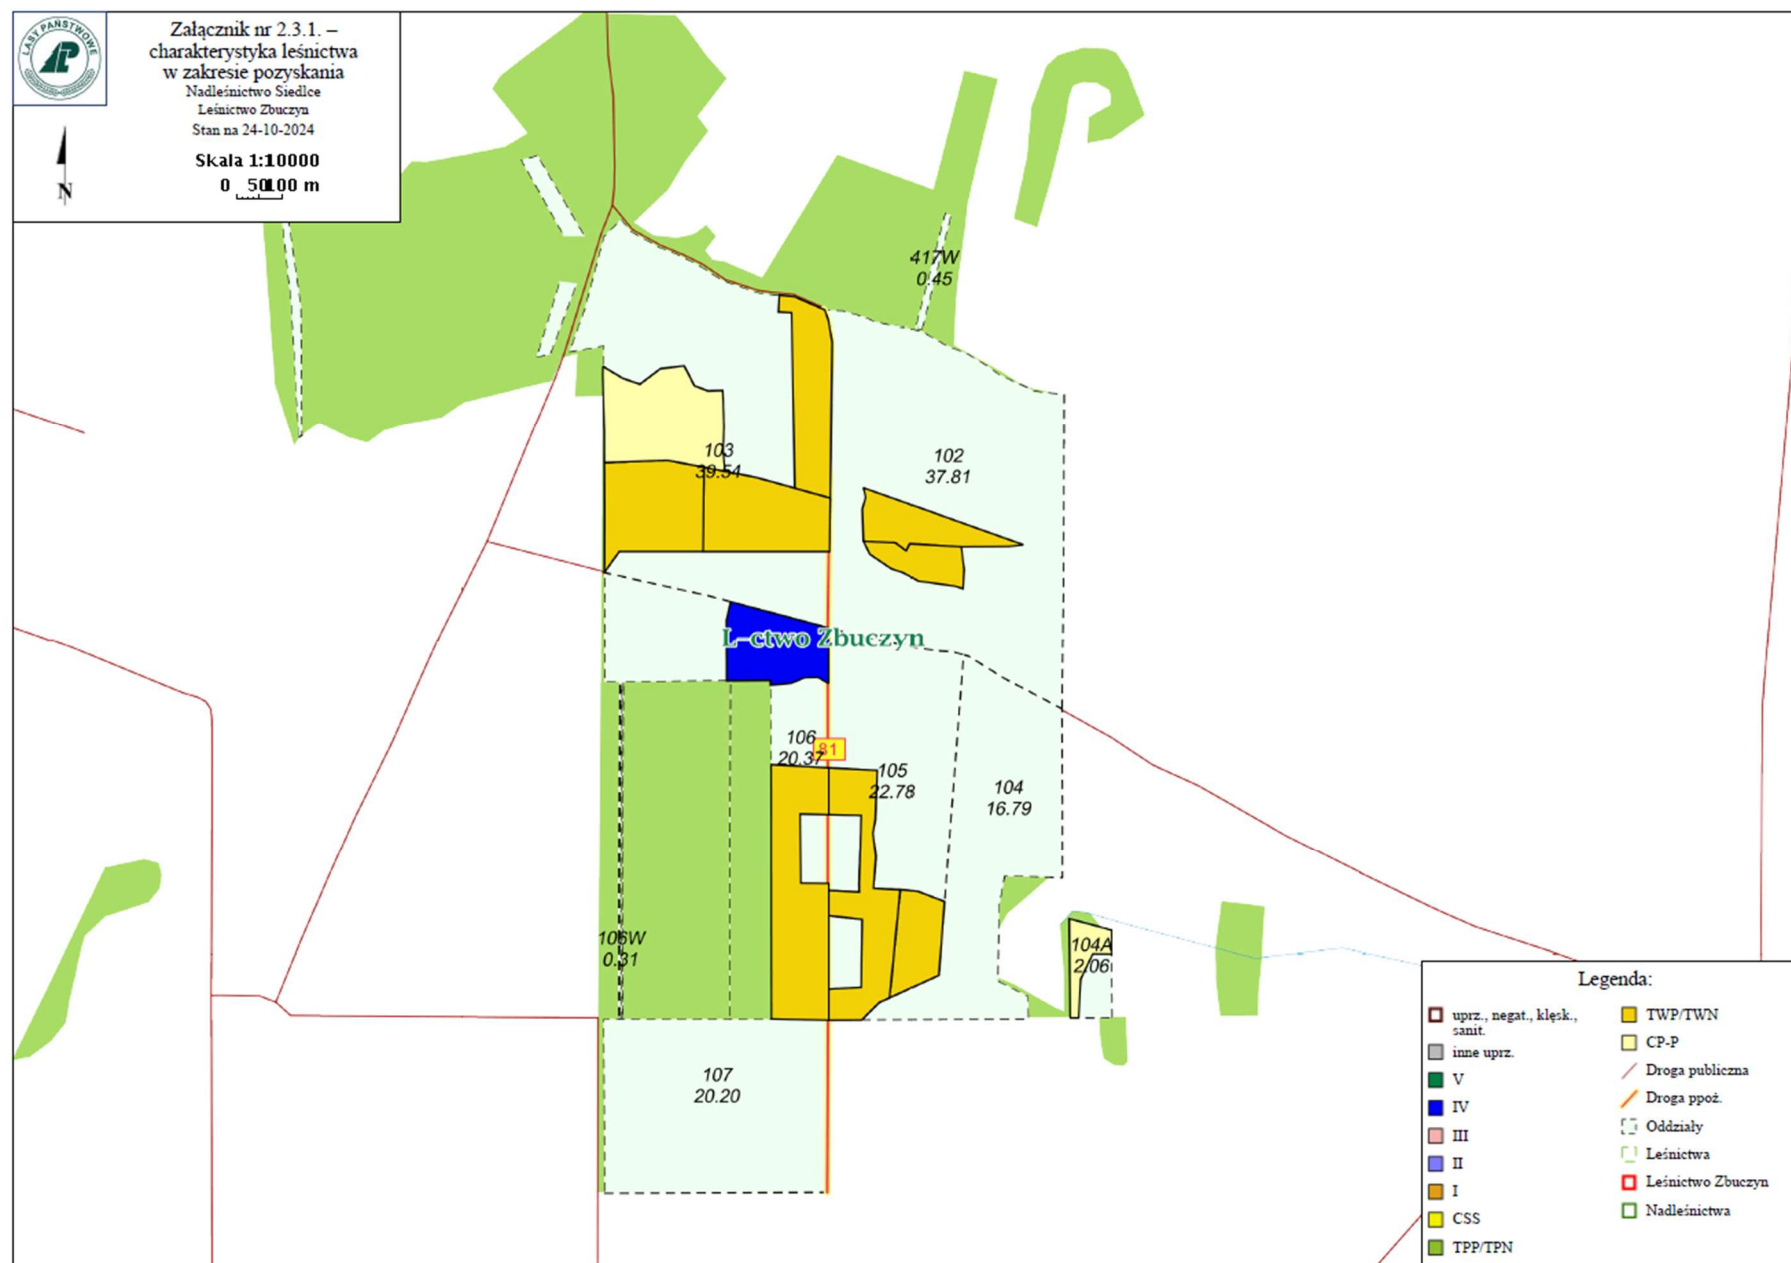 LASY PAŃSTWOWE
Załącznik nr 2.3.1. –
charakterystyka leśnictwa
w zakresie pozyskania
Nadleśnictwo Siedlce
Leśnictwo Zbuczyn
Stan na 24-10-2024
Skala 1:10000
0 50 100 m
N
417W
0.45
103
39.54
102
37.81
L-ctwo Zbuczyn
106
20.37
81
105
22.78
104
16.79
106W
0.31
104A
2.06
107
20.20
Legenda:
uprz., negat., klęsk.,
sanit.
inne uprz.
V
IV
III
II
I
CSS
TPP/TPN
TWP/TWN
CP-P
Droga publiczna
Droga ppoż.
Oddziały
Leśnictwa
Leśnictwo Zbuczyn
Nadleśnictwa